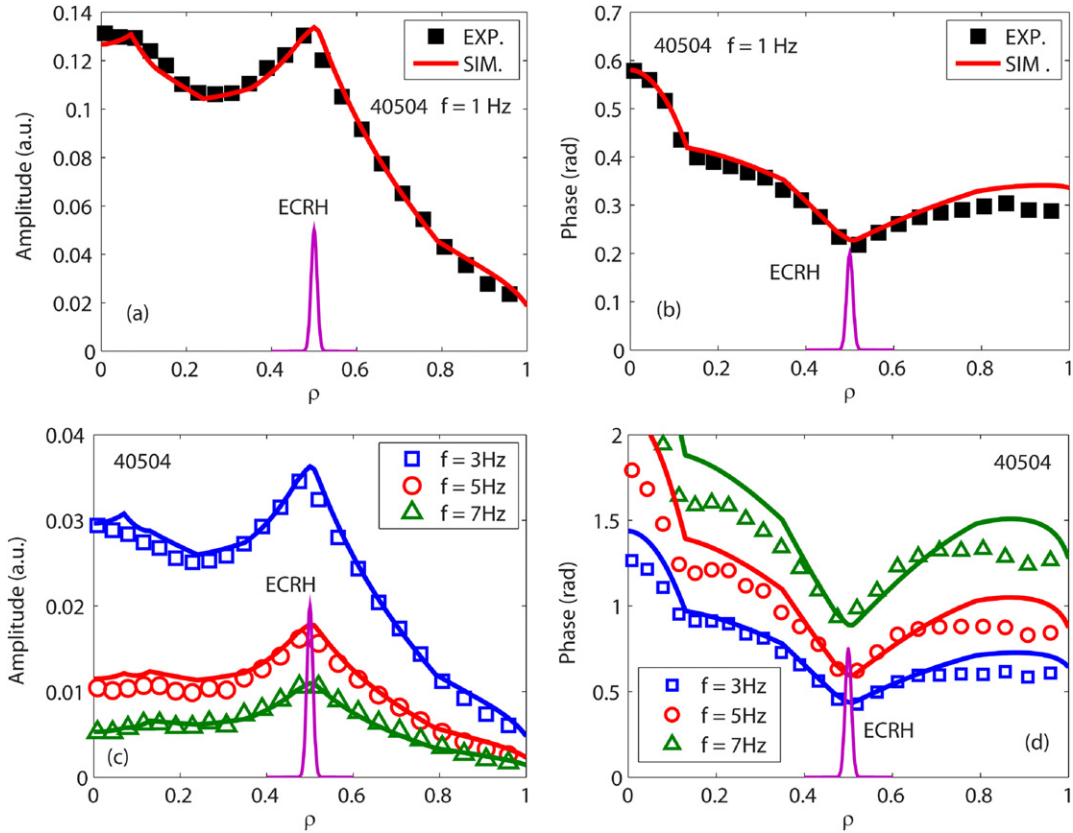 0.14
0.12
0.1
0.08
0.06
0.04
0.02
0
Amplitude (a.u.)
EXP.
SIM.
40504 f = 1 Hz
ECRH
(a)
0 0.2 0.4 0.6 0.8 1
ρ
0.7
0.6
0.5
0.4
0.3
0.2
0.1
0
Phase (rad)
40504 f = 1 Hz
EXP.
SIM .
ECRH
(b)
0 0.2 0.4 0.6 0.8 1
ρ
0.04
0.03
0.02
0.01
0
Amplitude (a.u.)
40504
f = 3Hz
f = 5Hz
f = 7Hz
ECRH
(c)
0 0.2 0.4 0.6 0.8 1
ρ
2
1.5
1
0.5
0
Phase (rad)
40504
f = 3Hz
f = 5Hz
f = 7Hz
ECRH
(d)
0 0.2 0.4 0.6 0.8 1
ρ